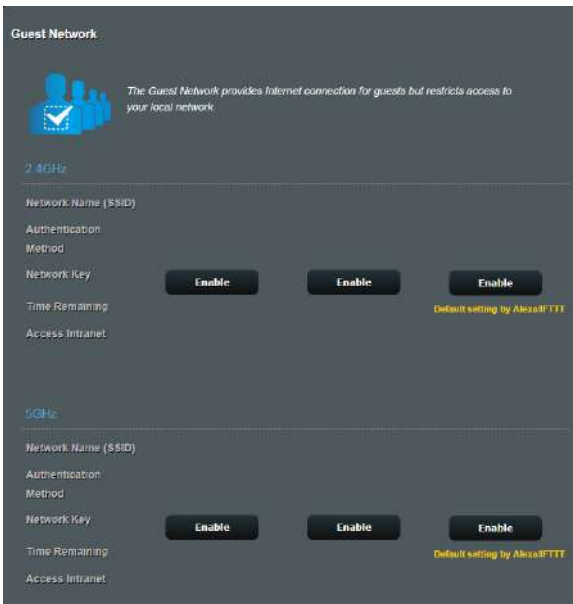 Guest Network
The Guest Network provides Internet connection for guests but restricts access to
your local network
2.4GHz
Network Name (SSID)
Authentication
Method
Network Key
Enable
Enable
Enable
Time Remaining
Default setting by Alexa/IFTTT
Access Intranet
5GHz
Network Name (SSID)
Authentication
Method
Network Key
Enable
Enable
Enable
Time Remaining
Default setting by Alexa/IFTTT
Access Intranet